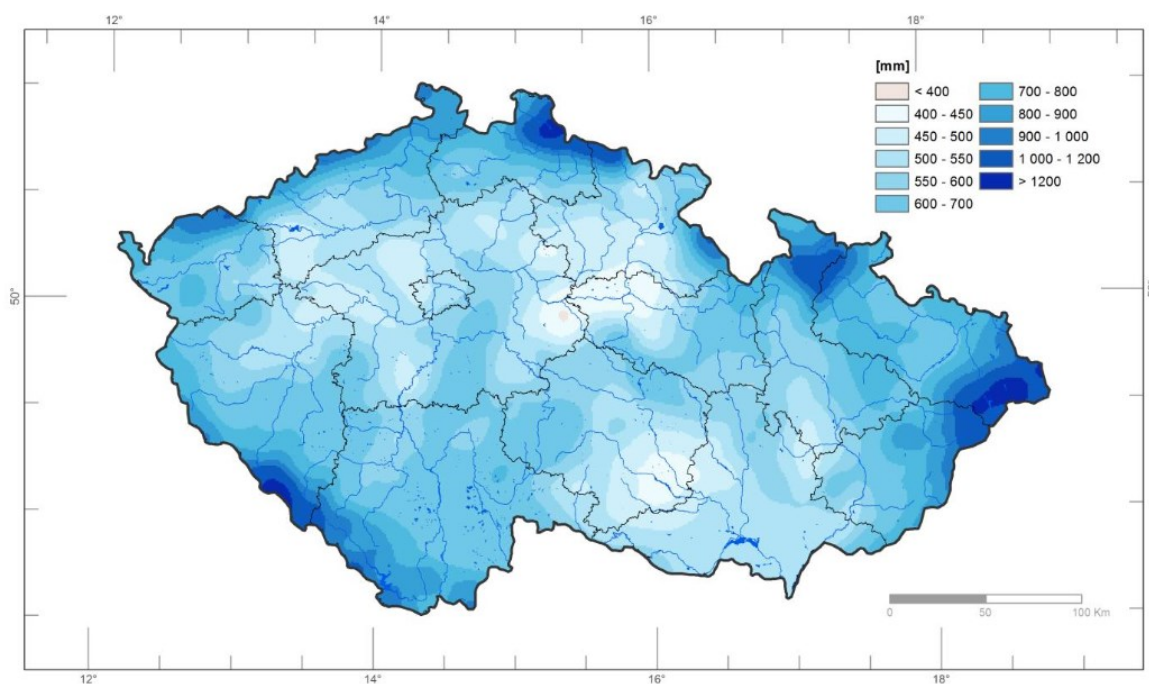 12° 14° 16° 18°
[mm]
< 400 700 - 800
400 - 450 800 - 900
450 - 500 900 - 1 000
500 - 550 1 000 - 1 200
550 - 600 > 1200
600 - 700
50°
0 50 100 Km
12° 14° 16° 18°